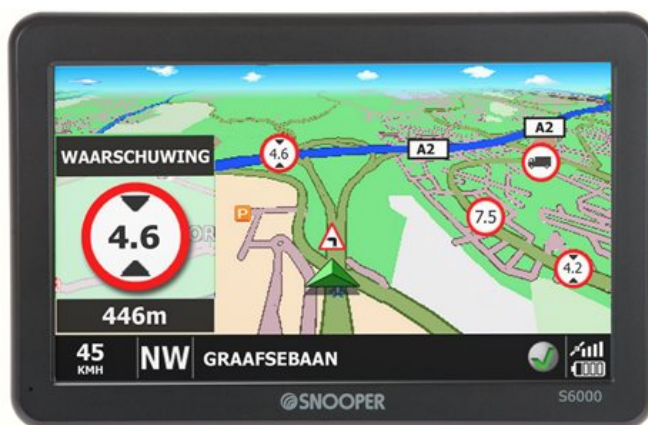 A2
A2
4.6
WAARSCHUWING
7.5
4.6
4.2
P
446m
45
KMH
NW
GRAAFSEBAAN
SNOOPER
S6000